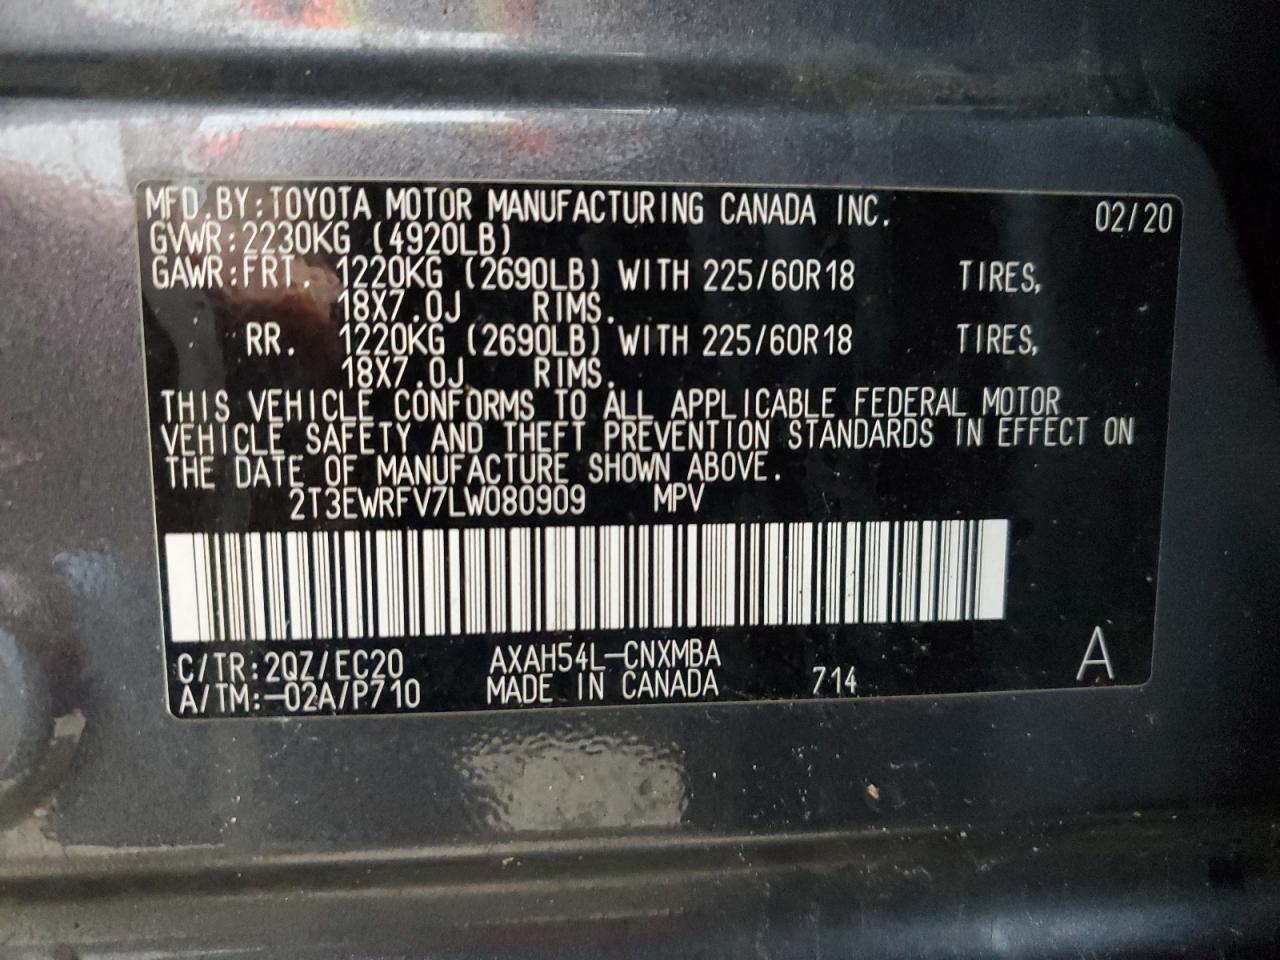 MFD.BY:TOYOTA MOTOR MANUFACTURING CANADA INC. 02/20
GVWR:2230KG (4920LB)
GAWR:FRT. 1220KG (2690LB) WITH 225/60R18 TIRES,
18X7.0J RIMS.
RR. 1220KG (2690LB) WITH 225/60R18 TIRES,
18X7.0J RIMS.
THIS VEHICLE CONFORMS TO ALL APPLICABLE FEDERAL MOTOR
VEHICLE SAFETY AND THEFT PREVENTION STANDARDS IN EFFECT ON
THE DATE OF MANUFACTURE SHOWN ABOVE.
2T3EWRFV7LW080909 MPV
C/TR:2QZ/EC20 AXAH54L-CNXMBA A
A/TM:-02A/P710 MADE IN CANADA 714